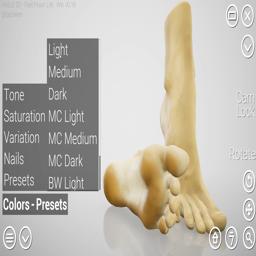 Light
Medium
Dark
MC Light
MC Medium
MC Dark
BW Light
Tone
Saturation
Variation
Nails
Presets
Colors - Presets
Cam
Lock
Rotate